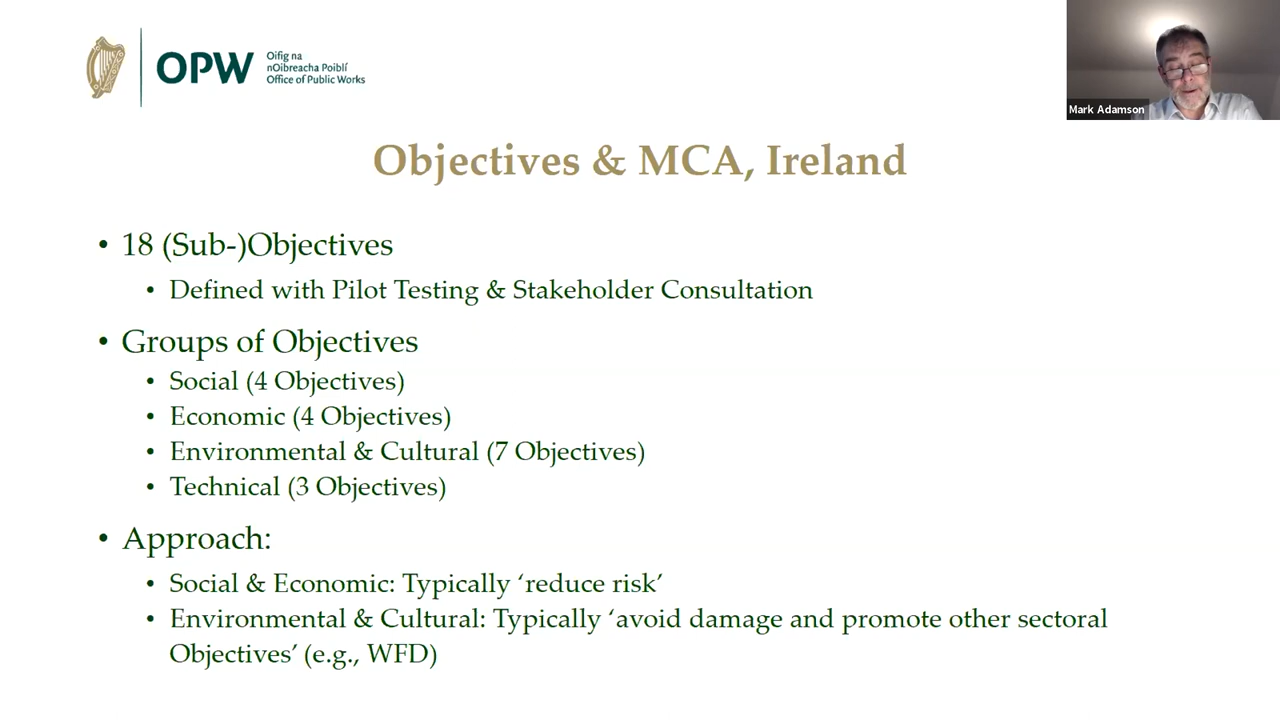 OPW
Oifig na
nOibreacha Poiblí
Office of Public Works
Mark Adamson
Objectives & MCA, Ireland
• 18 (Sub-)Objectives
• Defined with Pilot Testing & Stakeholder Consultation
• Groups of Objectives
• Social (4 Objectives)
• Economic (4 Objectives)
• Environmental & Cultural (7 Objectives)
• Technical (3 Objectives)
• Approach:
• Social & Economic: Typically ‘reduce risk’
• Environmental & Cultural: Typically ‘avoid damage and promote other sectoral
Objectives’ (e.g., WFD)